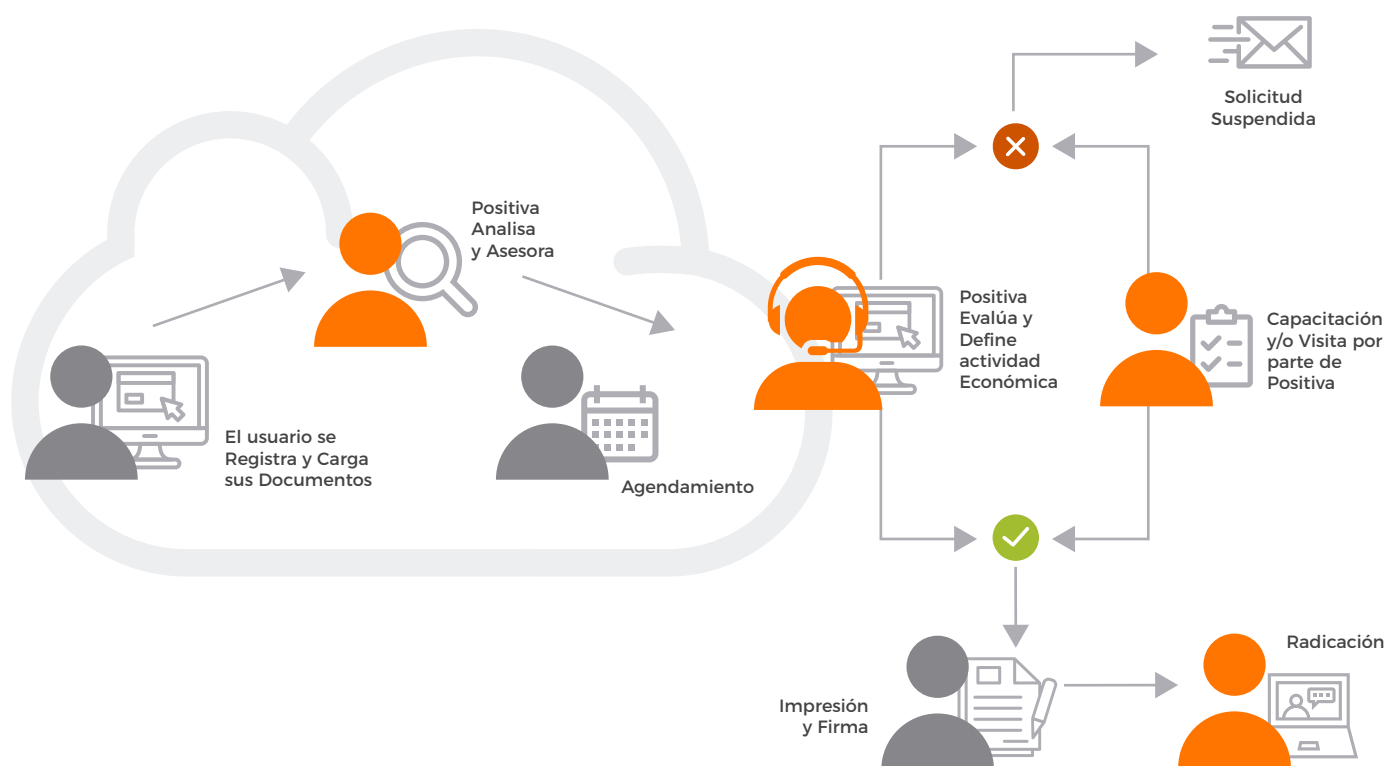 El usuario se
Registra y Carga
sus Documentos
Positiva
Analisa
y Asesora
Agendamiento
Positiva
Evalúa y
Define
actividad
Económica
Solicitud
Suspendida
Capacitación
y/o Visita por
parte de
Positiva
Impresión
y Firma
Radicación